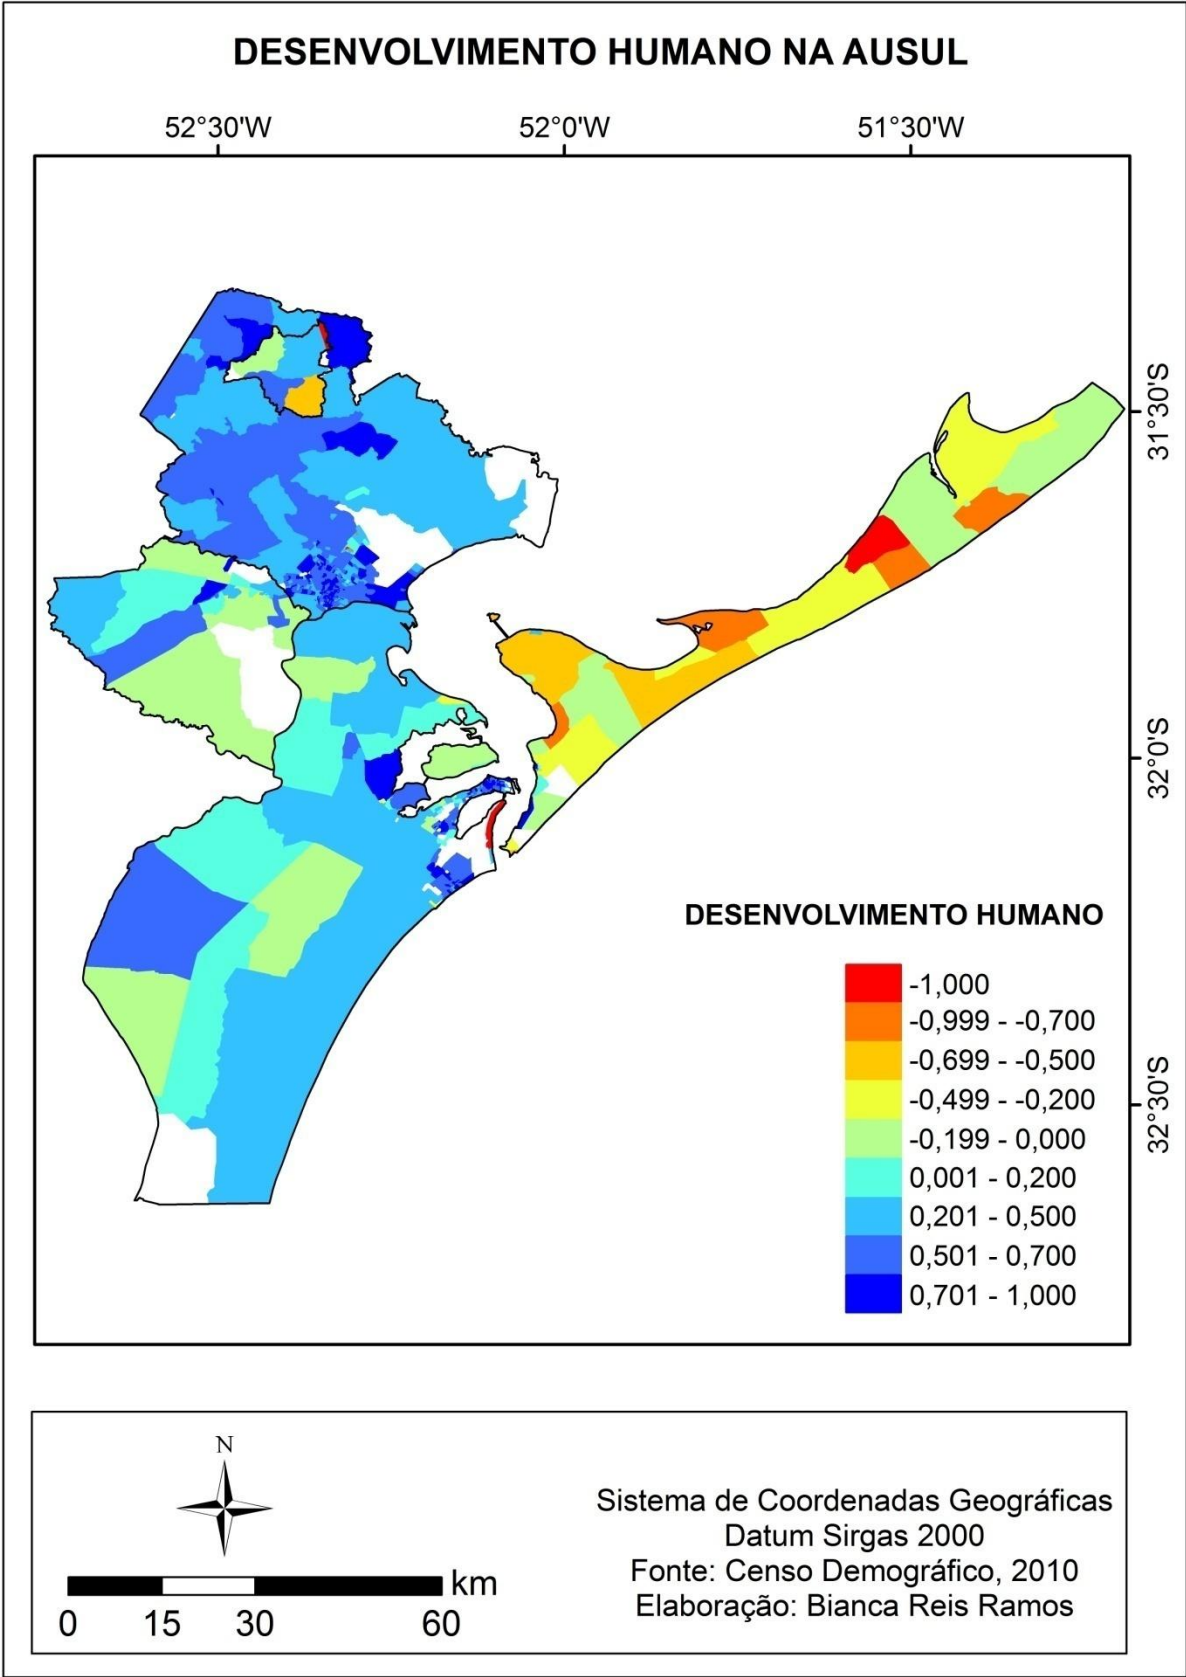 DESENVOLVIMENTO HUMANO NA AUSUL
52°30'W 52°0'W 51°30'W
31°30'S
32°0'S
32°30'S
DESENVOLVIMENTO HUMANO
-1,000
-0,999 - -0,700
-0,699 - -0,500
-0,499 - -0,200
-0,199 - 0,000
0,001 - 0,200
0,201 - 0,500
0,501 - 0,700
0,701 - 1,000
N
km
0 15 30 60
Sistema de Coordenadas Geográficas
Datum Sirgas 2000
Fonte: Censo Demográfico, 2010
Elaboração: Bianca Reis Ramos